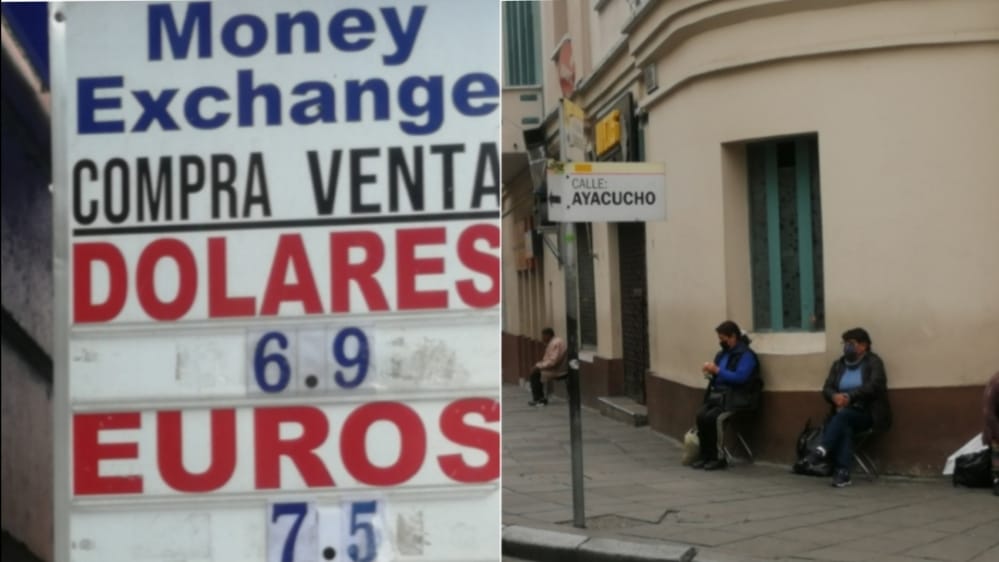 Money
Exchange
COMPRA VENTA
DOLARES
6.9
EUROS
7.5
CALLE:
AYACUCHO